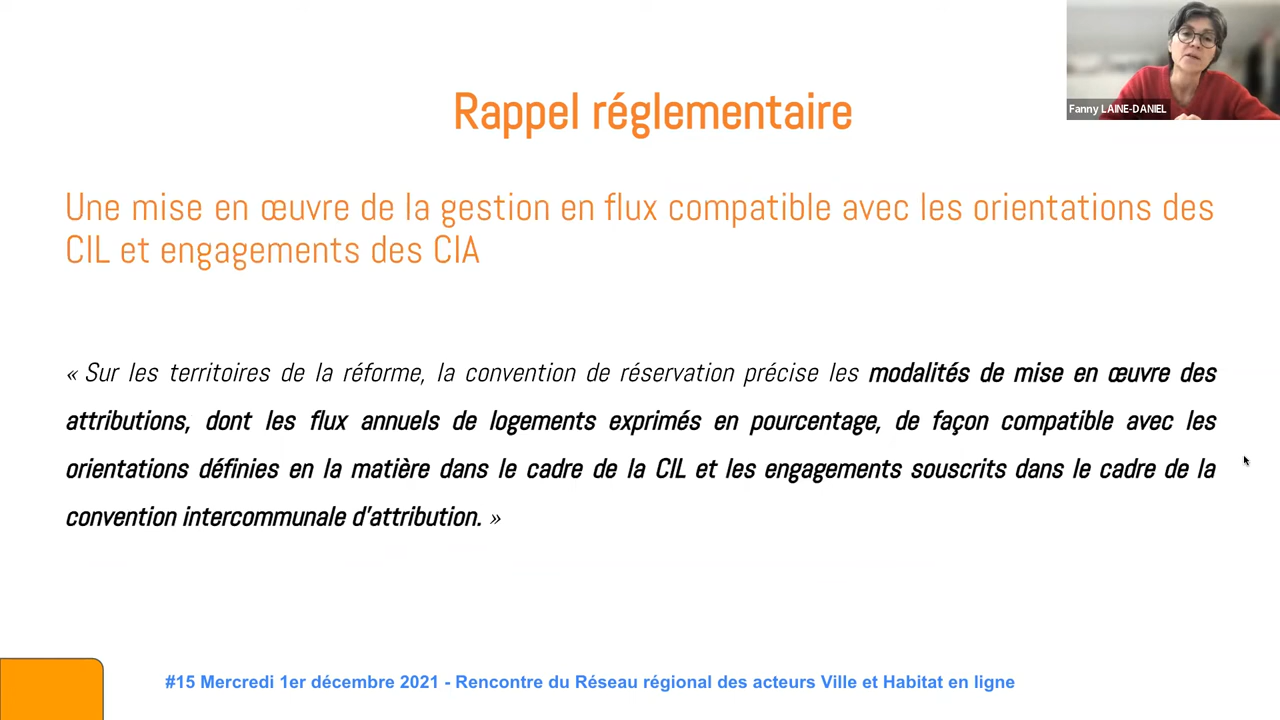 Rappel réglementaire
Fanny LAINE-DANIEL
Une mise en œuvre de la gestion en flux compatible avec les orientations des
CIL et engagements des CIA
« Sur les territoires de la réforme, la convention de réservation précise les modalités de mise en œuvre des
attributions, dont les flux annuels de logements exprimés en pourcentage, de façon compatible avec les
orientations définies en la matière dans le cadre de la CIL et les engagements souscrits dans le cadre de la
convention intercommunale d'attribution. »
#15 Mercredi 1er décembre 2021 - Rencontre du Réseau régional des acteurs Ville et Habitat en ligne